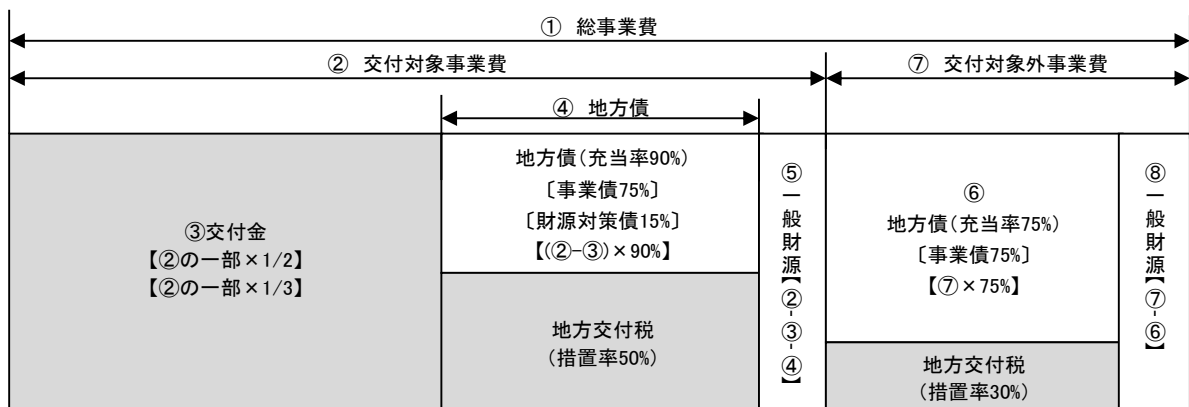 ① 総事業費
② 交付対象事業費
⑦ 交付対象外事業費
④ 地方債
③交付金
【②の一部×1/2】
【②の一部×1/3】
地方債(充当率90%)
〔事業債75%〕
〔財源対策債15%〕
【(②-③)×90%】
地方交付税
(措置率50%)
⑤一般財源【②-③-④】
⑥
地方債(充当率75%)
〔事業債75%〕
【⑦×75%】
地方交付税
(措置率30%)
⑧一般財源【⑦-⑥】